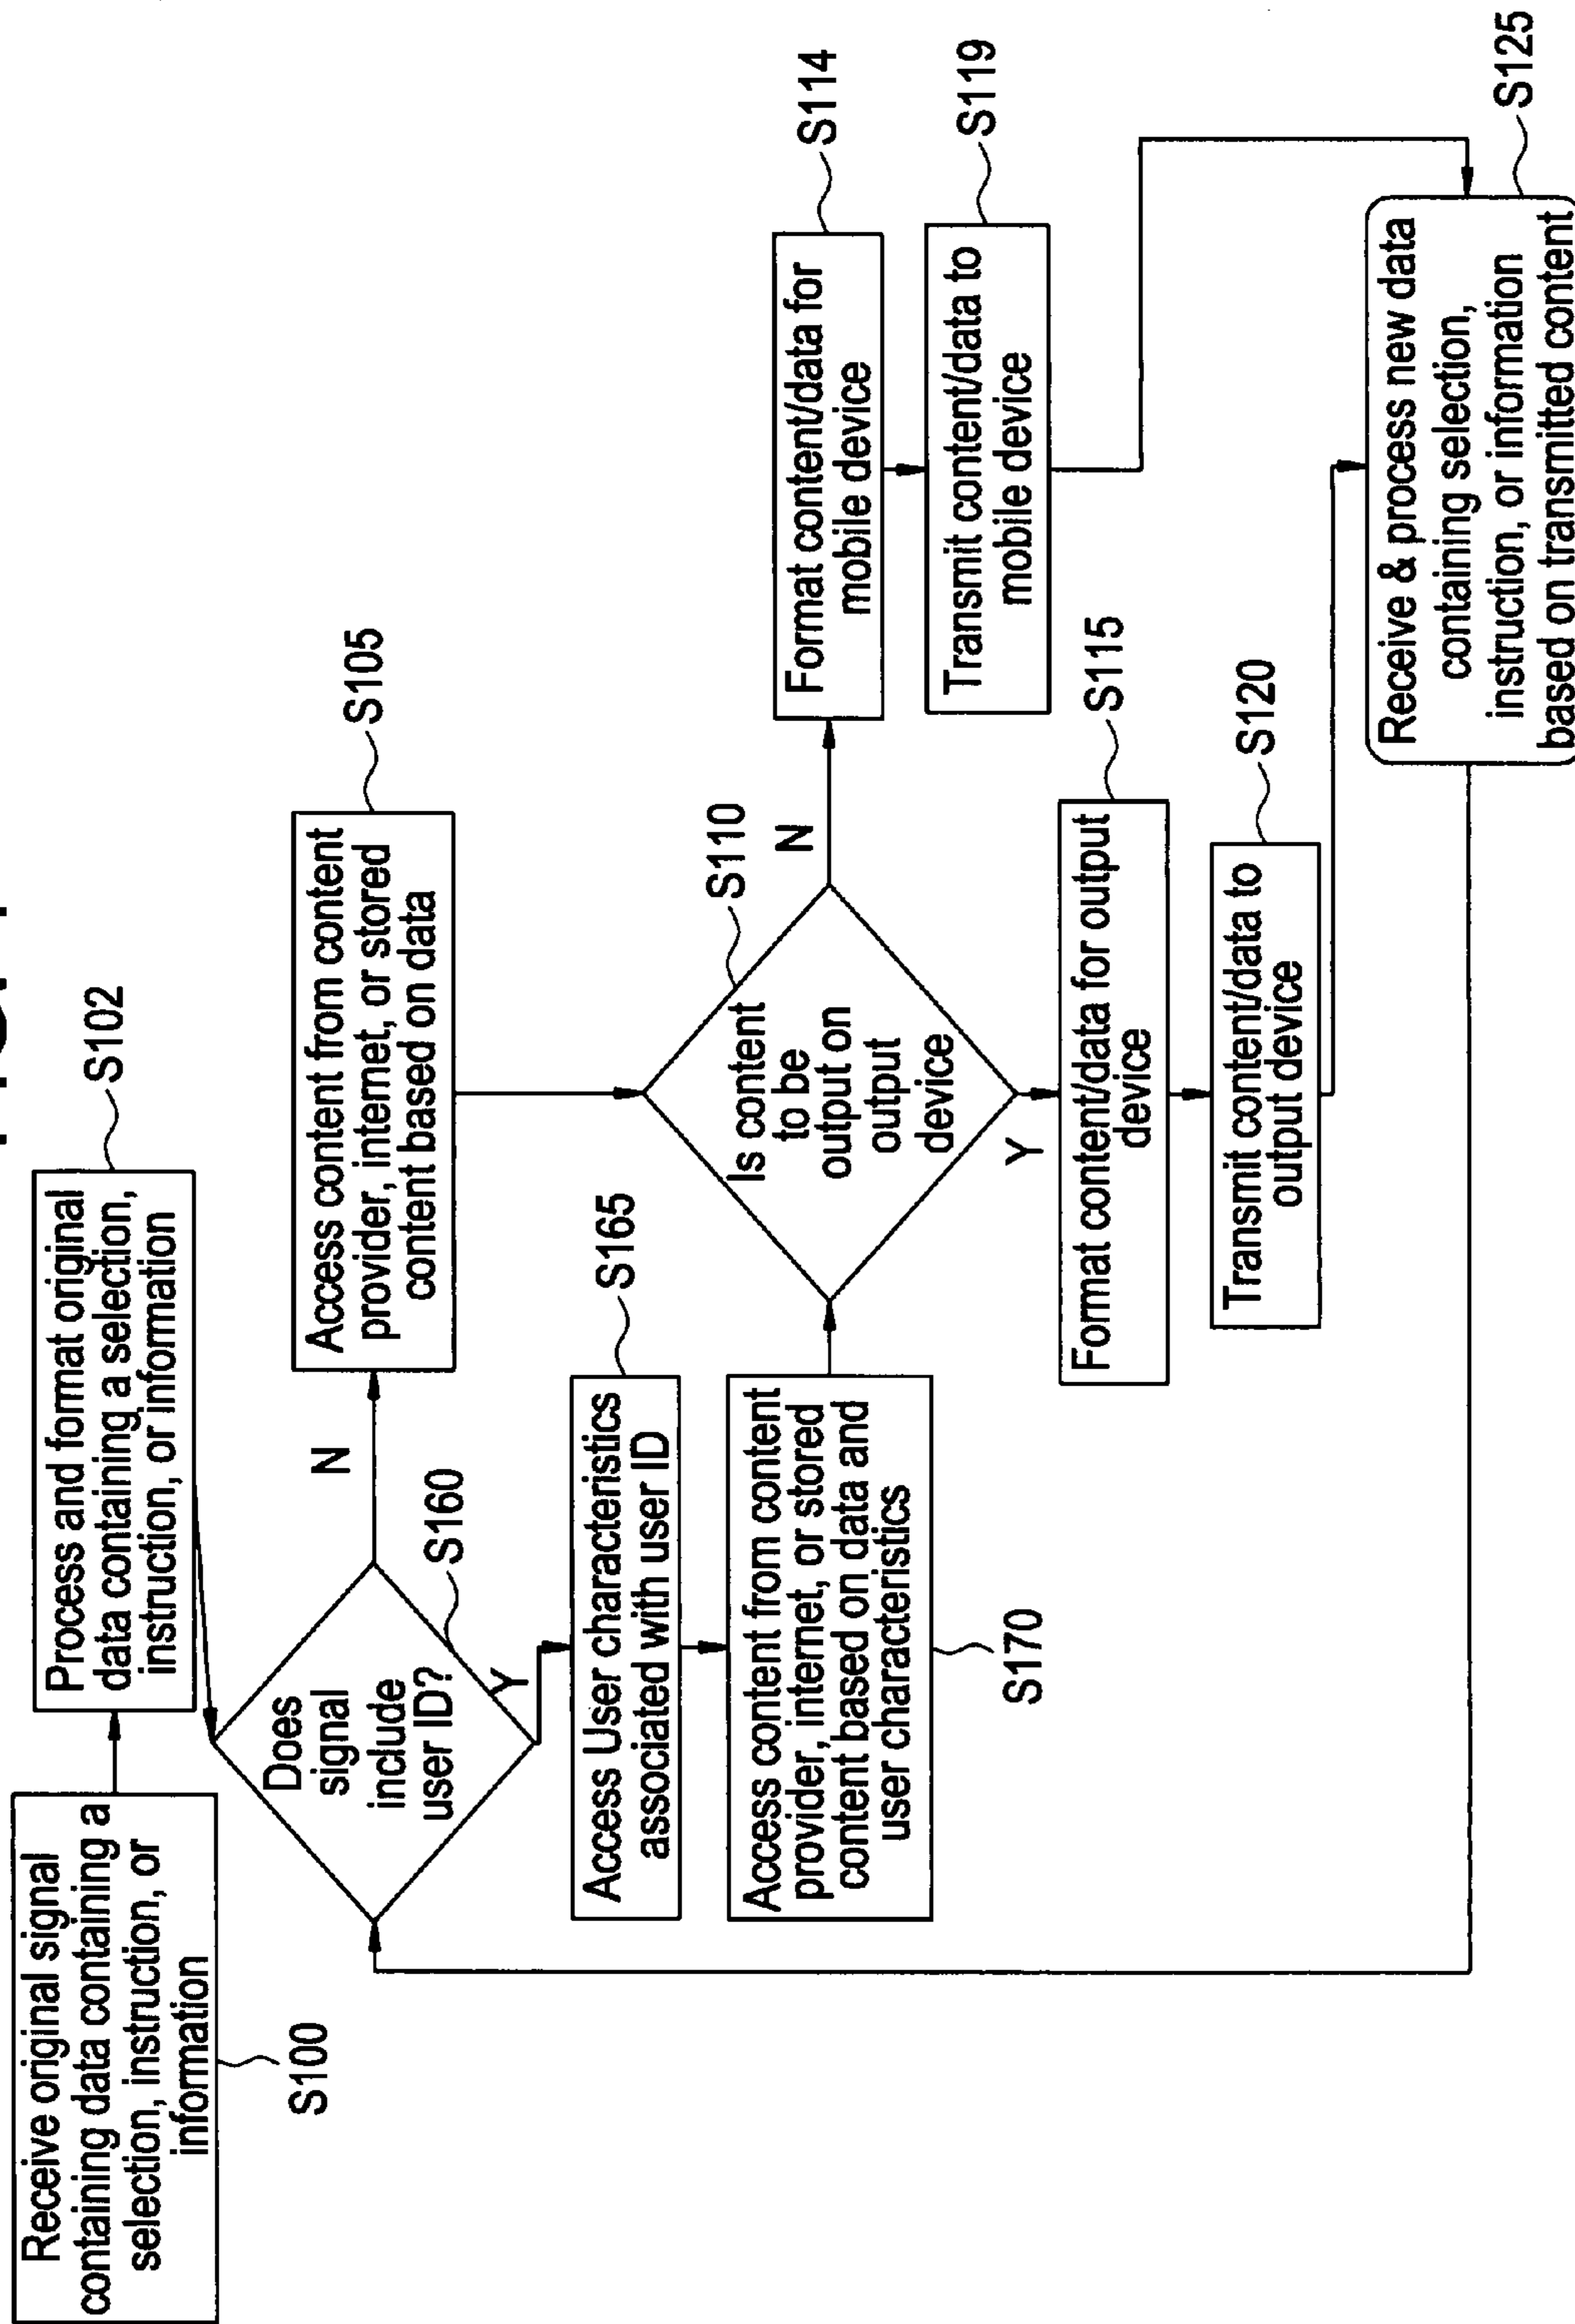 Receive original signal
containing data containing a
selection, instruction, or
information
S100
Process and format original
data containing a selection,
instruction, or information
S102
Does
signal
include
user ID?
S160
N
Y
Access content from content
provider, internet, or stored
content based on data
S105
Access User characteristics
associated with user ID
S165
Access content from content
provider, internet, or stored
content based on data and
user characteristics
S170
Is content
to be
output on
output
device
S110
N
Y
Format content/data for
mobile device
S114
Transmit content/data to
mobile device
S119
Format content/data for output
device
S115
Transmit content/data to
output device
S120
Receive & process new data
containing selection,
instruction, or information
based on transmitted content
S125